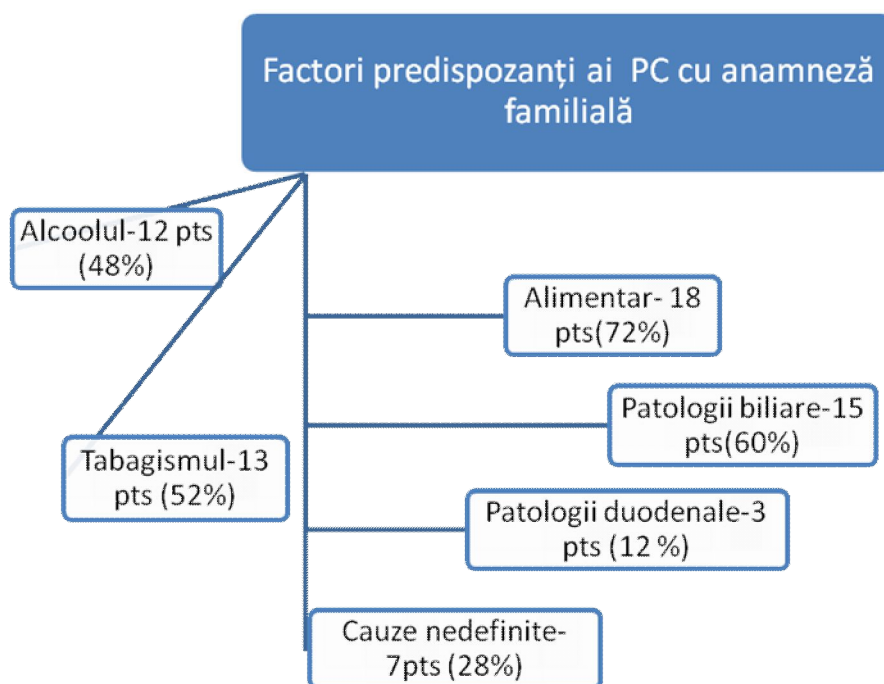 Factori predispozanți ai PC cu anamneză
familială
Alcoolul-12 pts
(48%)
Alimentar- 18
pts(72%)
Patologii biliare-15
pts(60%)
Tabagismul-13
pts (52%)
Patologii duodenale-3
pts (12 %)
Cauze nedefinite-
7pts (28%)